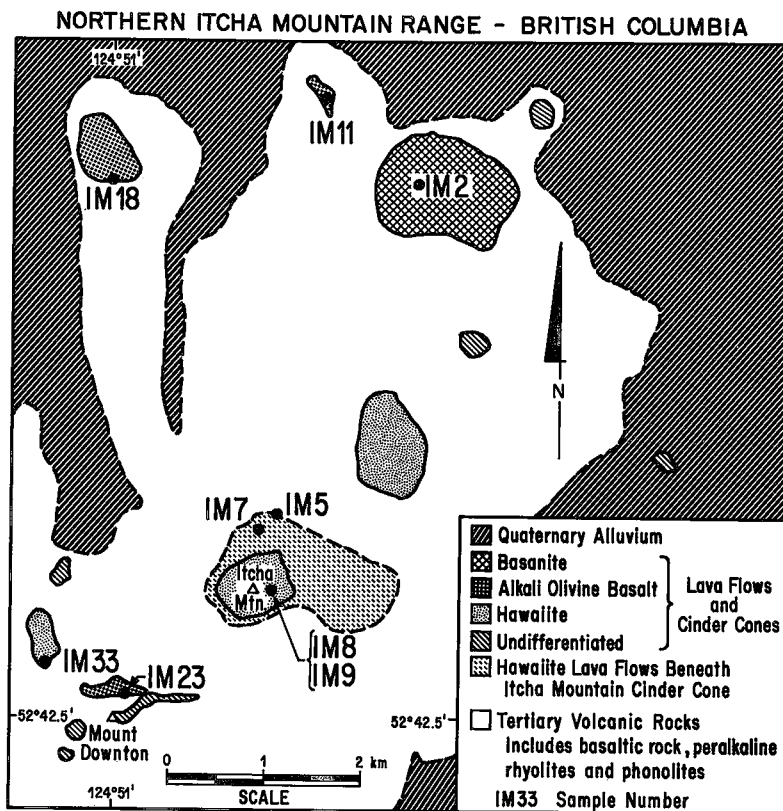 NORTHERN ITCHA MOUNTAIN RANGE - BRITISH COLUMBIA
124°51'
IM11
IM2
IM18
N
IM7
IM5
Itcha
Mtn.
IM8
IM9
IM33
IM23
52°42.5'
Mount
Downton
52°42.5'
0 1 2 km
SCALE
124°51'
Quaternary Alluvium
Basanite
Alkali Olivine Basalt
Hawaiite
Undifferentiated
Lava Flows
and
Cinder Cones
Hawaiite Lava Flows Beneath
Itcha Mountain Cinder Cone
Tertiary Volcanic Rocks
Includes basaltic rock, peralkaline
rhyolites and phonolites
IM33 Sample Number